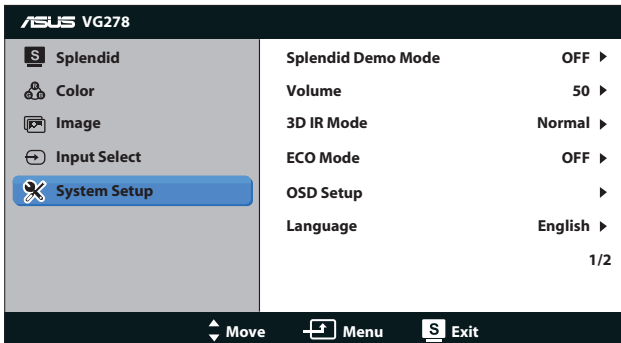 ASUS VG278
S Splendid
Color
Image
Input Select
System Setup
Splendid Demo Mode OFF
Volume 50
3D IR Mode Normal
ECO Mode OFF
OSD Setup
Language English
1/2
Move Menu S Exit